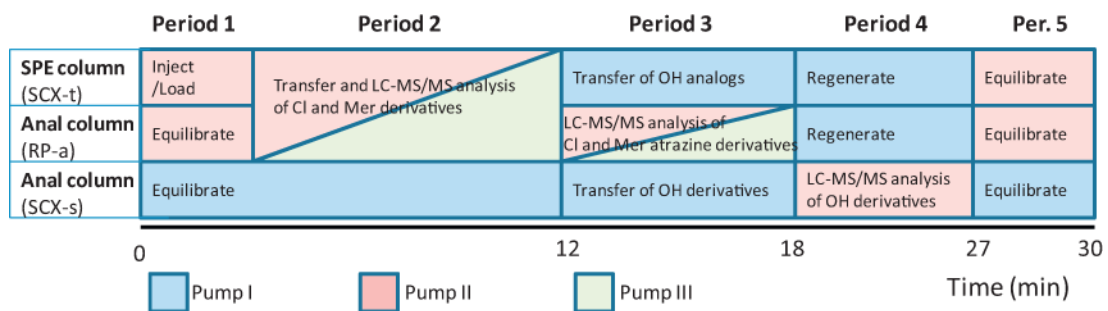 Period 1 Period 2 Period 3 Period 4 Per. 5
SPE column
(SCX-t)
Inject
/Load
Transfer and LC-MS/MS analysis
of Cl and Mer derivatives
Transfer of OH analogs
Regenerate
Equilibrate
Anal column
(RP-a)
Equilibrate
LC-MS/MS analysis of
Cl and Mer atrazine derivatives
Regenerate
Equilibrate
Anal column
(SCX-s)
Equilibrate
Transfer of OH derivatives
LC-MS/MS analysis
of OH derivatives
Equilibrate
0 12 18 27 30
Pump I Pump II Pump III
Time (min)